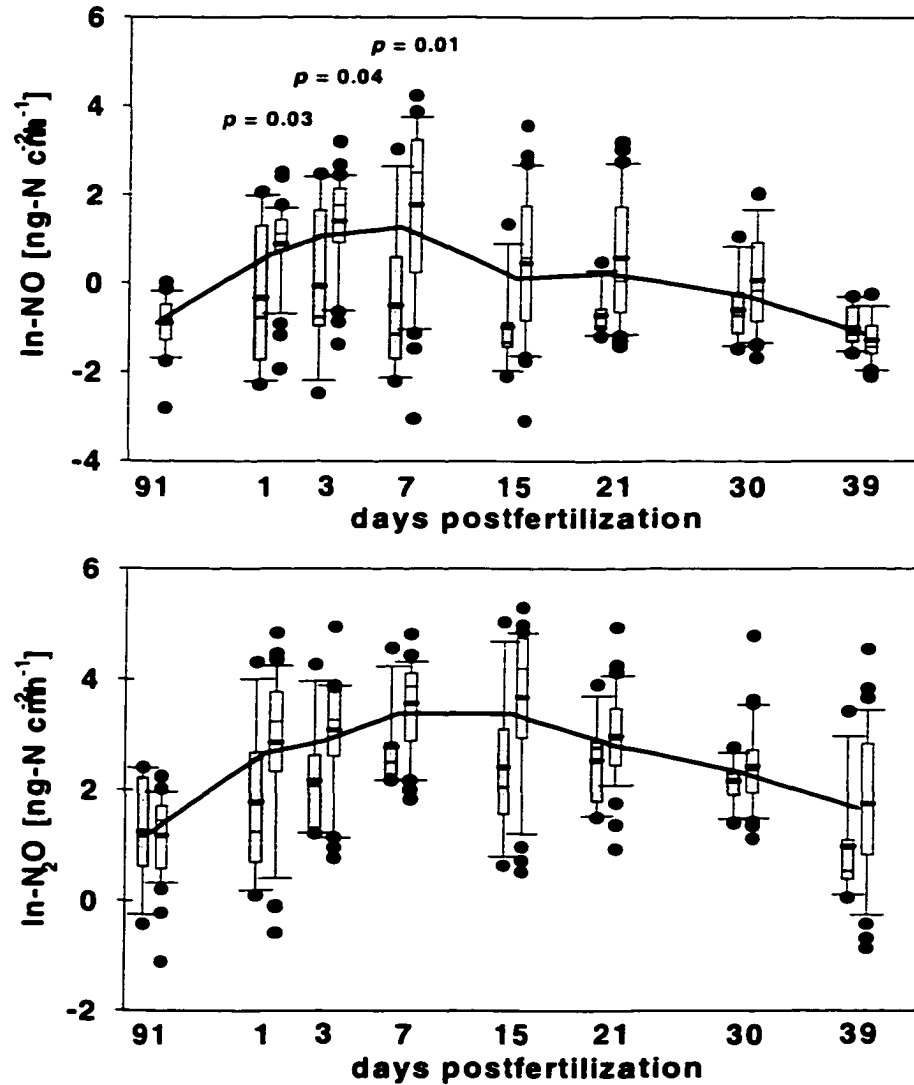 6
4
2
0
-2
-4
ln-NO [ng-N cm⁻²h⁻¹]
p = 0.03
p = 0.04
p = 0.01
91 1 3 7 15 21 30 39
days postfertilization
6
4
2
0
-2
ln-N₂O [ng-N cm⁻²h⁻¹]
91 1 3 7 15 21 30 39
days postfertilization